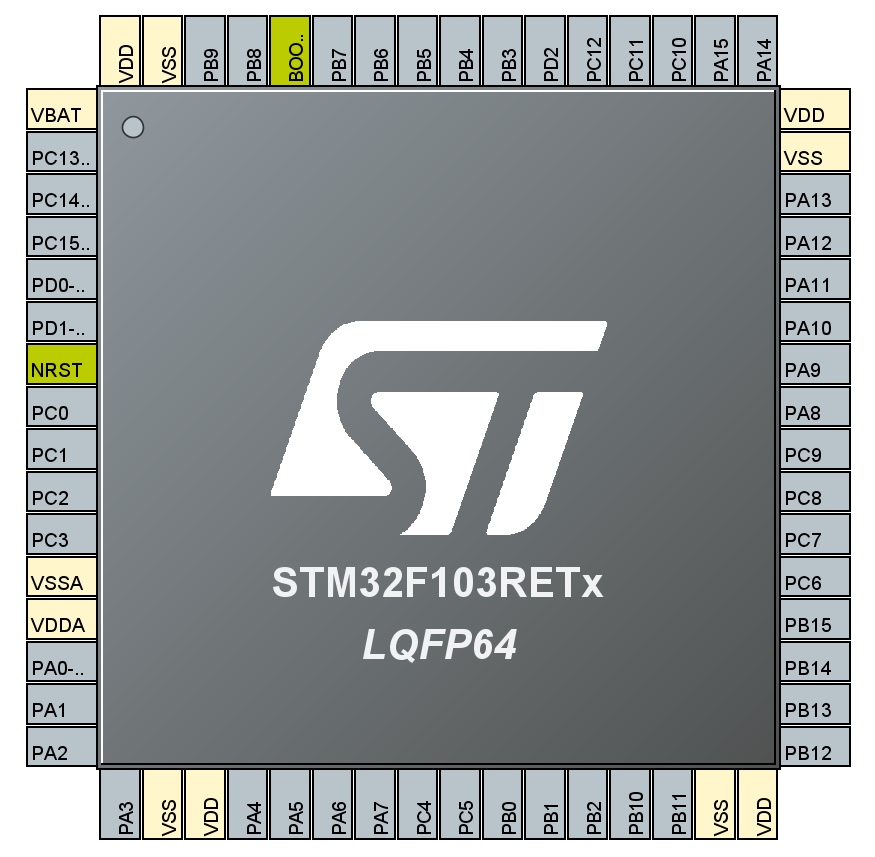 VDD
VSS
PB9
PB8
BOO..
PB7
PB6
PB5
PB4
PB3
PD2
PC12
PC11
PC10
PA15
PA14
VBAT
PC13..
PC14..
PC15..
PD0-..
PD1-..
NRST
PC0
PC1
PC2
PC3
VSSA
VDDA
PA0-..
PA1
PA2
VDD
VSS
PA13
PA12
PA11
PA10
PA9
PA8
PC9
PC8
PC7
PC6
PB15
PB14
PB13
PB12
ST
STM32F103RETx
LQFP64
PA3
VSS
VDD
PA4
PA5
PA6
PA7
PC4
PC5
PB0
PB1
PB2
PB10
PB11
VSS
VDD